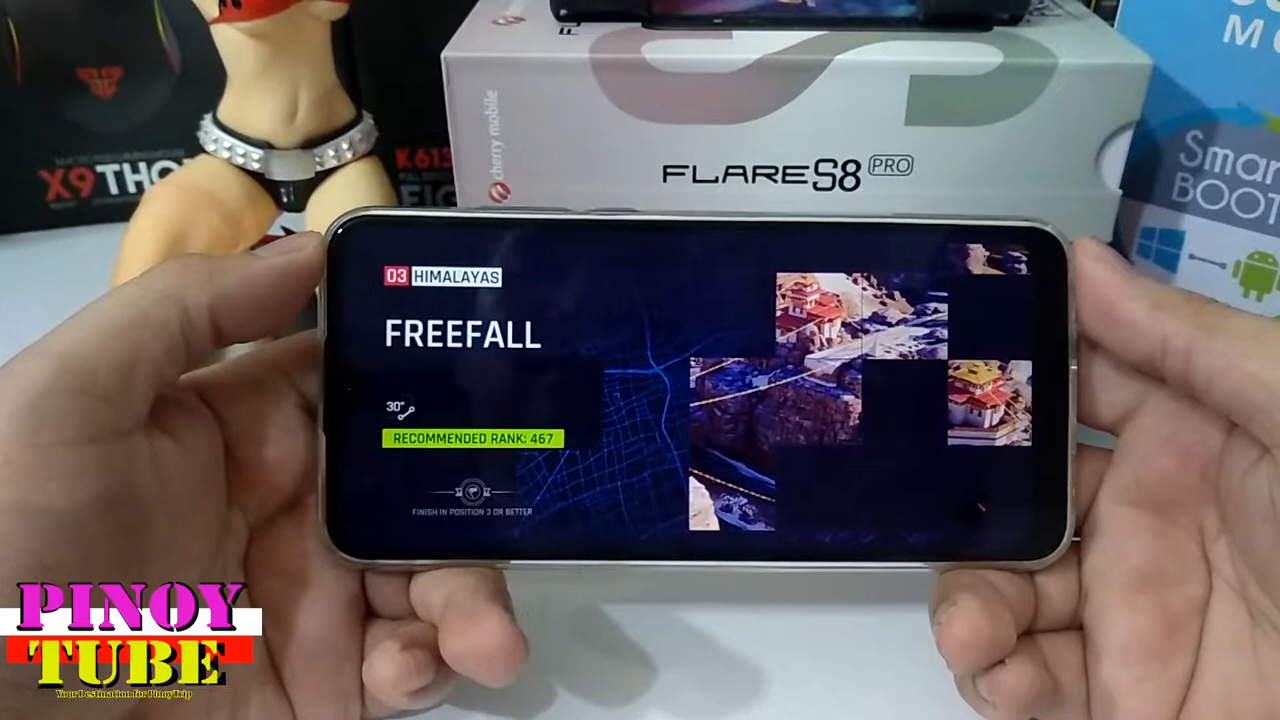 cherry mobile
FLARE S8 PRO
X9 THO
K613
Smar
BOOT
03 HIMALAYAS
FREEFALL
30"
RECOMMENDED RANK: 467
FINISH IN POSITION 3 OR BETTER
PINOY
TUBE
Your Destination for PinoyTrip